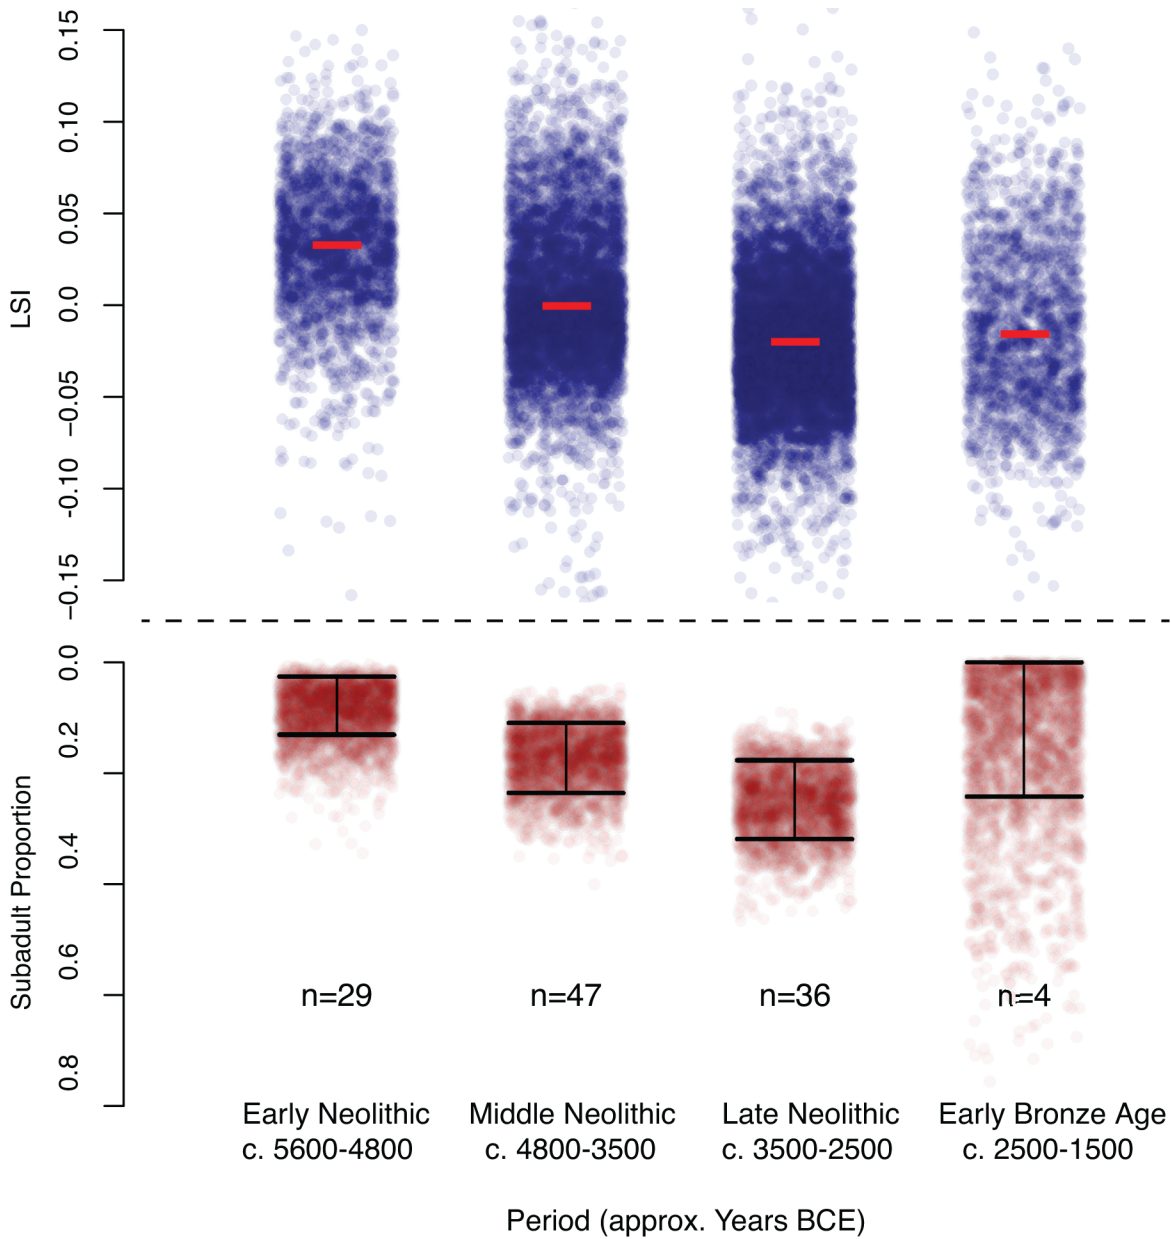 0.15
0.10
0.05
0.0
−0.05
-0.10
−0.15
LSI
0.0
0.2
0.4
0.6
0.8
Subadult Proportion
n=29
n=47
n=36
n=4
Early Neolithic
c. 5600-4800
Middle Neolithic
c. 4800-3500
Late Neolithic
c. 3500-2500
Early Bronze Age
c. 2500-1500
Period (approx. Years BCE)